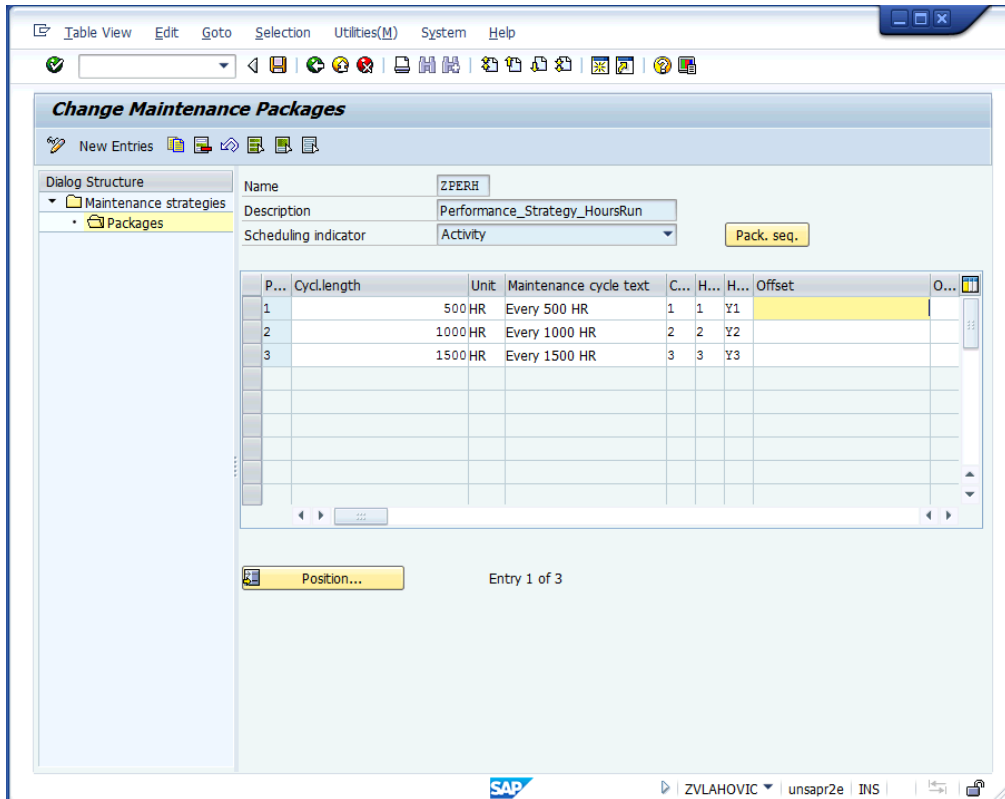 Table View Edit Goto Selection Utilities(M) System Help
Change Maintenance Packages
New Entries
Dialog Structure
Maintenance strategies
Packages
Name ZPERH
Description Performance_Strategy_HoursRun
Scheduling indicator Activity Pack. seq.
P... Cycl.length Unit Maintenance cycle text C... H... H... Offset O...
1 500 HR Every 500 HR 1 1 Y1
2 1000 HR Every 1000 HR 2 2 Y2
3 1500 HR Every 1500 HR 3 3 Y3
Position... Entry 1 of 3
SAP ZVLAHOVIC unsapr2e INS